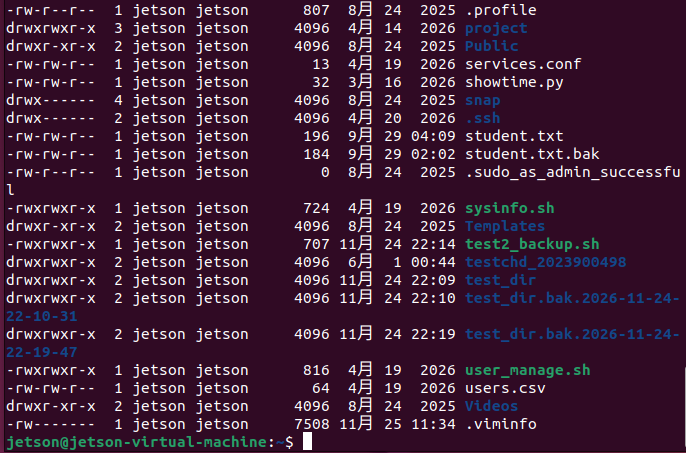 -rw-r--r--  1 jetson jetson      807  8月 24  2025 .profile
drwxrwxr-x  3 jetson jetson     4096  4月 14  2026 project
drwxr-xr-x  2 jetson jetson     4096  8月 24  2025 Public
-rw-rw-r--  1 jetson jetson       13  4月 19  2026 services.conf
-rw-rw-r--  1 jetson jetson       32  3月 16  2026 showtime.py
drwx------  4 jetson jetson     4096  8月 24  2025 snap
drwx------  2 jetson jetson     4096  4月 20  2026 .ssh
-rw-rw-r--  1 jetson jetson      196  9月 29 04:09 student.txt
-rw-rw-r--  1 jetson jetson      184  9月 29 02:02 student.txt.bak
-rw-r--r--  1 jetson jetson        0  8月 24  2025 .sudo_as_admin_successfu
l
-rwxrwxr-x  1 jetson jetson      724  4月 19  2026 sysinfo.sh
drwxr-xr-x  2 jetson jetson     4096  8月 24  2025 Templates
-rwxrwxr-x  1 jetson jetson      707 11月 24 22:14 test2_backup.sh
drwxrwxr-x  2 jetson jetson     4096  6月  1 00:44 testchd_2023900498
drwxrwxr-x  2 jetson jetson     4096 11月 24 22:09 test_dir
drwxrwxr-x  2 jetson jetson     4096 11月 24 22:10 test_dir.bak.2026-11-24-
22-10-31
drwxrwxr-x  2 jetson jetson     4096 11月 24 22:19 test_dir.bak.2026-11-24-
22-19-47
-rwxrwxr-x  1 jetson jetson      816  4月 19  2026 user_manage.sh
-rw-rw-r--  1 jetson jetson       64  4月 19  2026 users.csv
drwxr-xr-x  2 jetson jetson     4096  8月 24  2025 Videos
-rw-------  1 jetson jetson     7508 11月 25 11:34 .viminfo
jetson@jetson-virtual-machine:~$